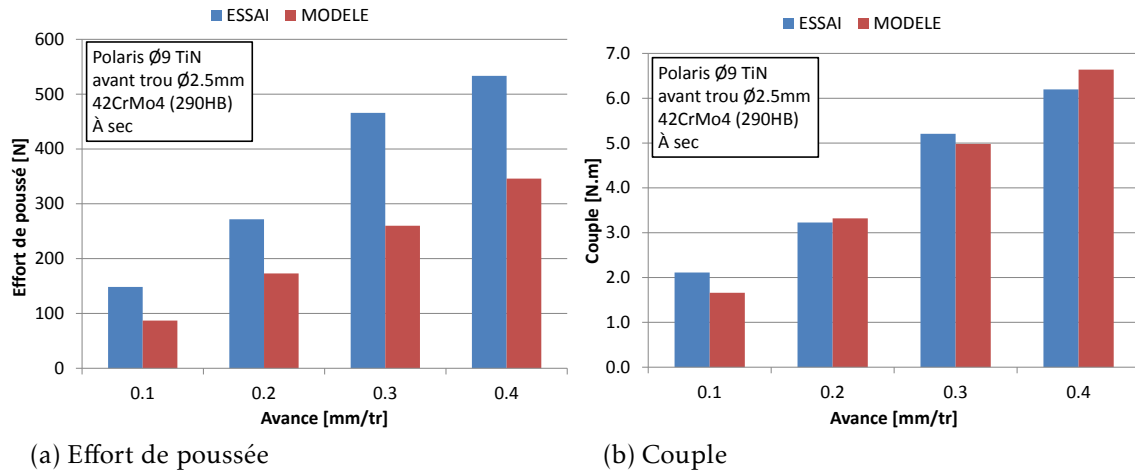 ESSAI MODELE
600
500
400
300
200
100
0
Effort de poussé [N]
Polaris Ø9 TiN
avant trou Ø2.5mm
42CrMo4 (290HB)
À sec
0.1 0.2 0.3 0.4
Avance [mm/tr]
(a) Effort de poussée
ESSAI MODELE
7.0
6.0
5.0
4.0
3.0
2.0
1.0
0.0
Couple [N.m]
Polaris Ø9 TiN
avant trou Ø2.5mm
42CrMo4 (290HB)
À sec
0.1 0.2 0.3 0.4
Avance [mm/tr]
(b) Couple